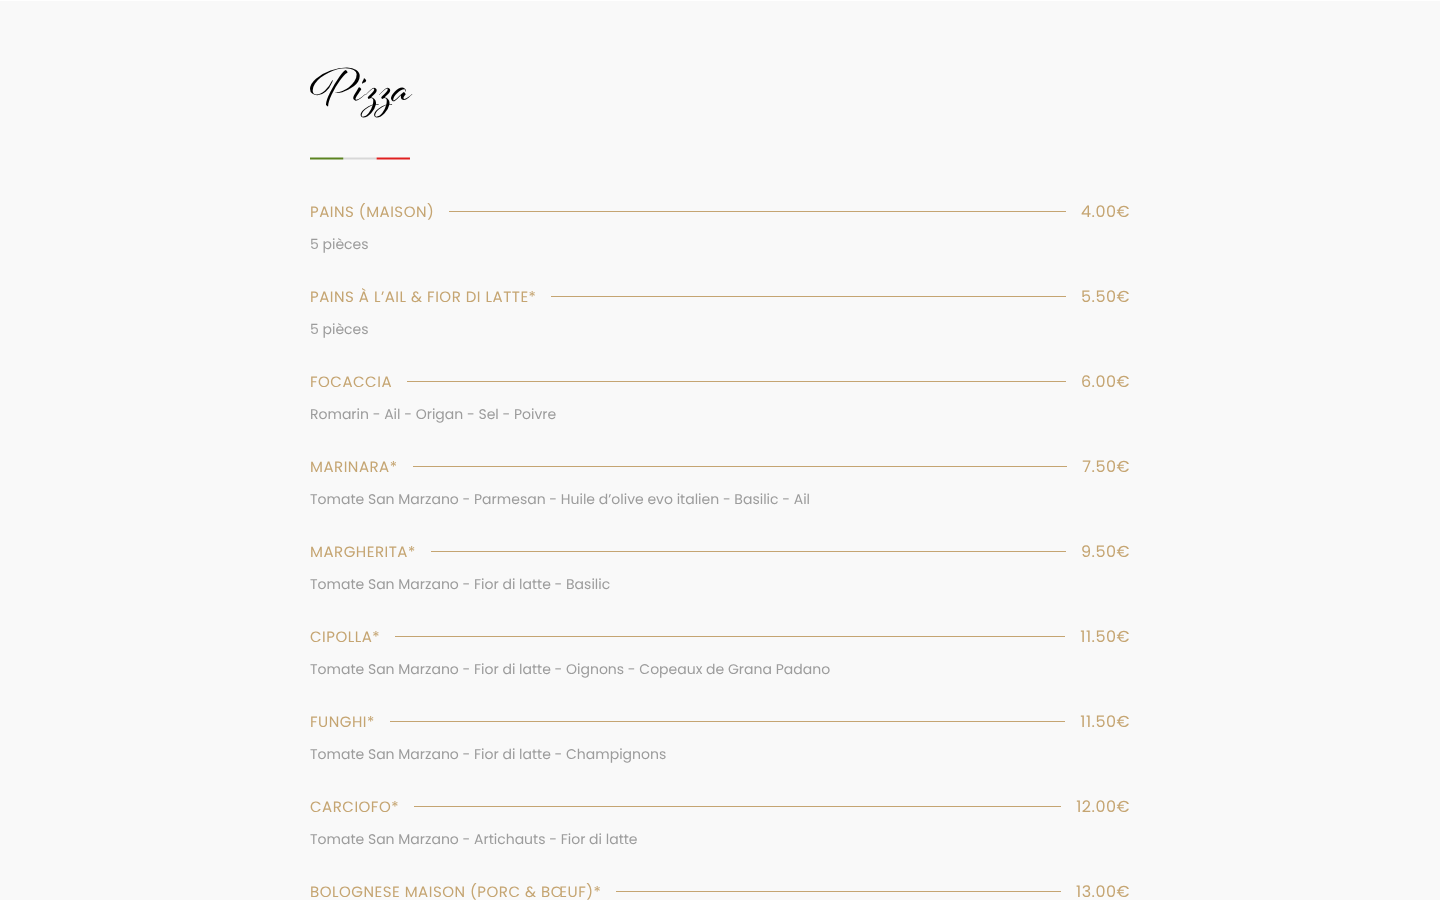 Pizza
PAINS (MAISON) 4.00€
5 pièces
PAINS À L’AIL & FIOR DI LATTE* 5.50€
5 pièces
FOCACCIA 6.00€
Romarin - Ail - Origan - Sel - Poivre
MARINARA* 7.50€
Tomate San Marzano - Parmesan - Huile d’olive evo italien - Basilic - Ail
MARGHERITA* 9.50€
Tomate San Marzano - Fior di latte - Basilic
CIPOLLA* 11.50€
Tomate San Marzano - Fior di latte - Oignons - Copeaux de Grana Padano
FUNGHI* 11.50€
Tomate San Marzano - Fior di latte - Champignons
CARCIOFO* 12.00€
Tomate San Marzano - Artichauts - Fior di latte
BOLOGNESE MAISON (PORC & BŒUF)* 13.00€